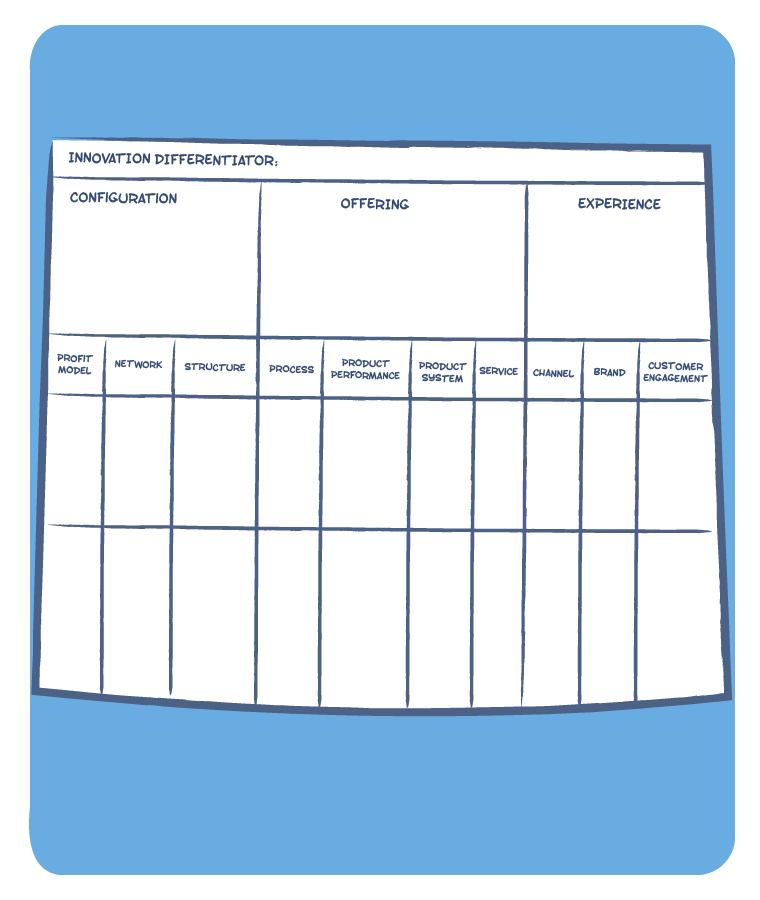 INNOVATION DIFFERENTIATOR:
CONFIGURATION
OFFERING
EXPERIENCE
PROFIT
MODEL
NETWORK
STRUCTURE
PROCESS
PRODUCT
PERFORMANCE
PRODUCT
SYSTEM
SERVICE
CHANNEL
BRAND
CUSTOMER
ENGAGEMENT